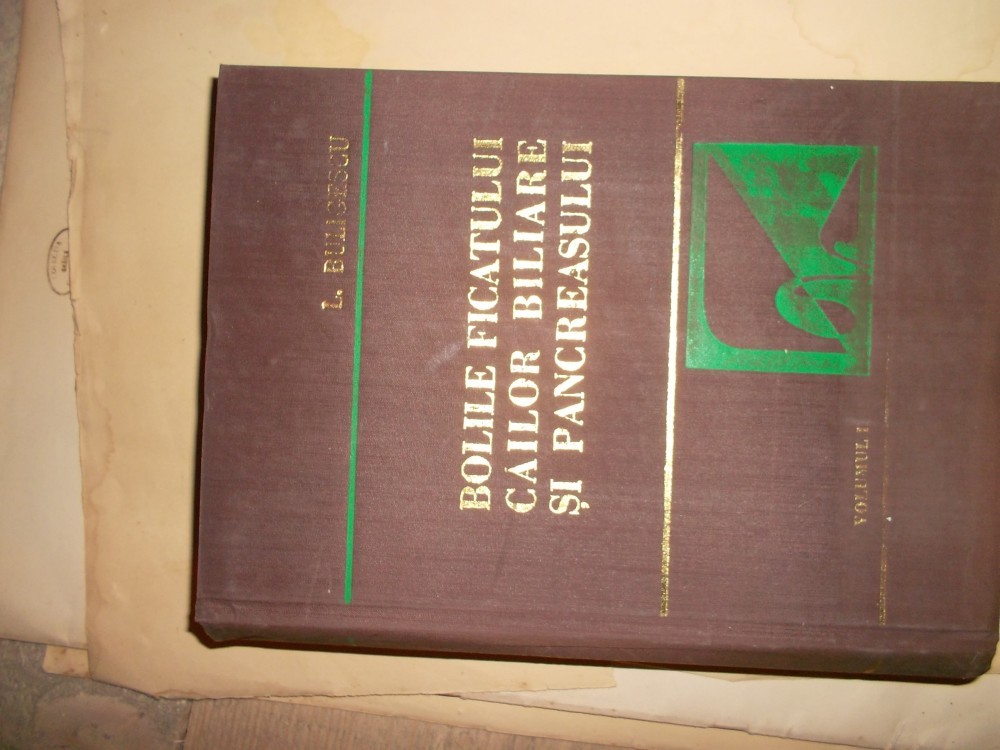 L. BULIGESCU
BOLILE FICATULUI
CĂILOR BILIARE
ȘI PANCREASULUI
VOLUMUL I